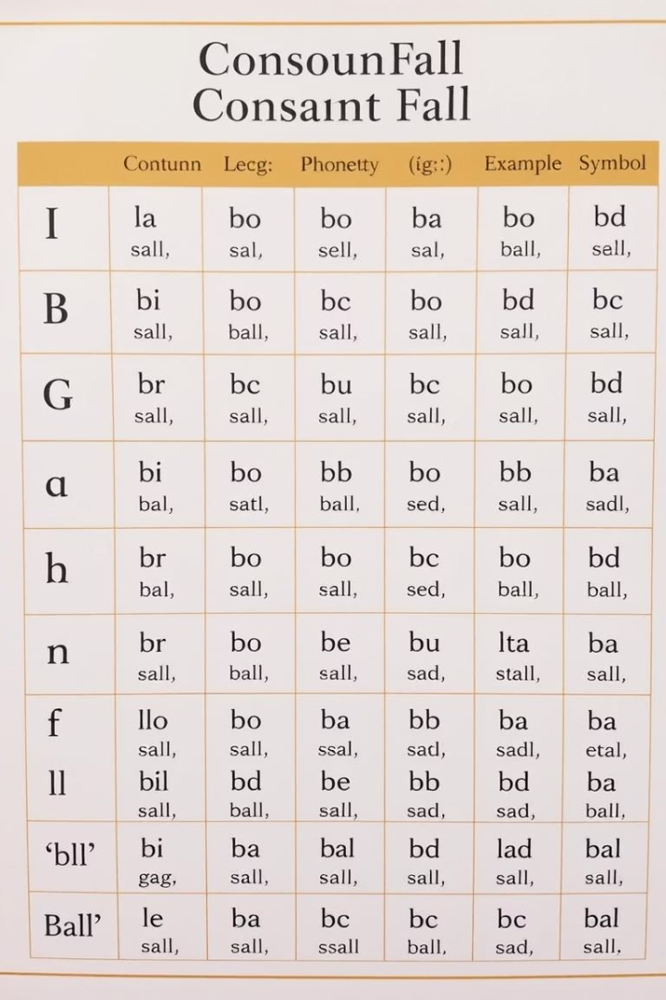 ConsounFall
Consaınt Fall
Contunn Lecg: Phonetty (íg::) Example Symbol
I la bo bo ba bo bd
sall, sal, sell, sal, ball, sell,
B bi bo bc bo bd bc
sall, ball, sall, sall, sall, sall,
G br bc bu bc bo bd
sall, sall, sall, sall, sall, sall,
a bi bo bb bo bb ba
bal, satl, ball, sed, sall, sadl,
h br bo bo bc bo bd
bal, sall, sall, sed, ball, ball,
n br bo be bu lta ba
sall, ball, sall, sad, stall, sall,
f llo bo ba bb ba ba
sall, sall, ssal, sad, sadl, etal,
ll bil bd be bb bd ba
sall, ball, sall, sad, sad, ball,
‘bll’ bi ba bal bd lad bal
gag, sall, sall, sall, sall, sall,
Ball’ le ba bc bc bc bal
sall, sall, ssall ball, sad, sall,